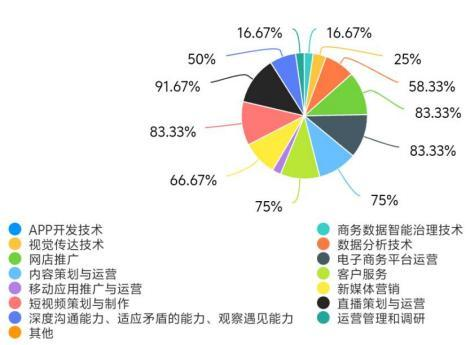 16.67% 16.67%
50% 25%
91.67% 58.33%
83.33%
83.33% 83.33%
66.67% 75%
75%
APP开发技术 商务数据智能治理技术
视觉传达技术 数据分析技术
网店推广 电子商务平台运营
内容策划与运营 客户服务
移动应用推广与运营 新媒体营销
短视频策划与制作 直播策划与运营
深度沟通能力、适应矛盾的能力、观察遇见能力 运营管理和调研
其他